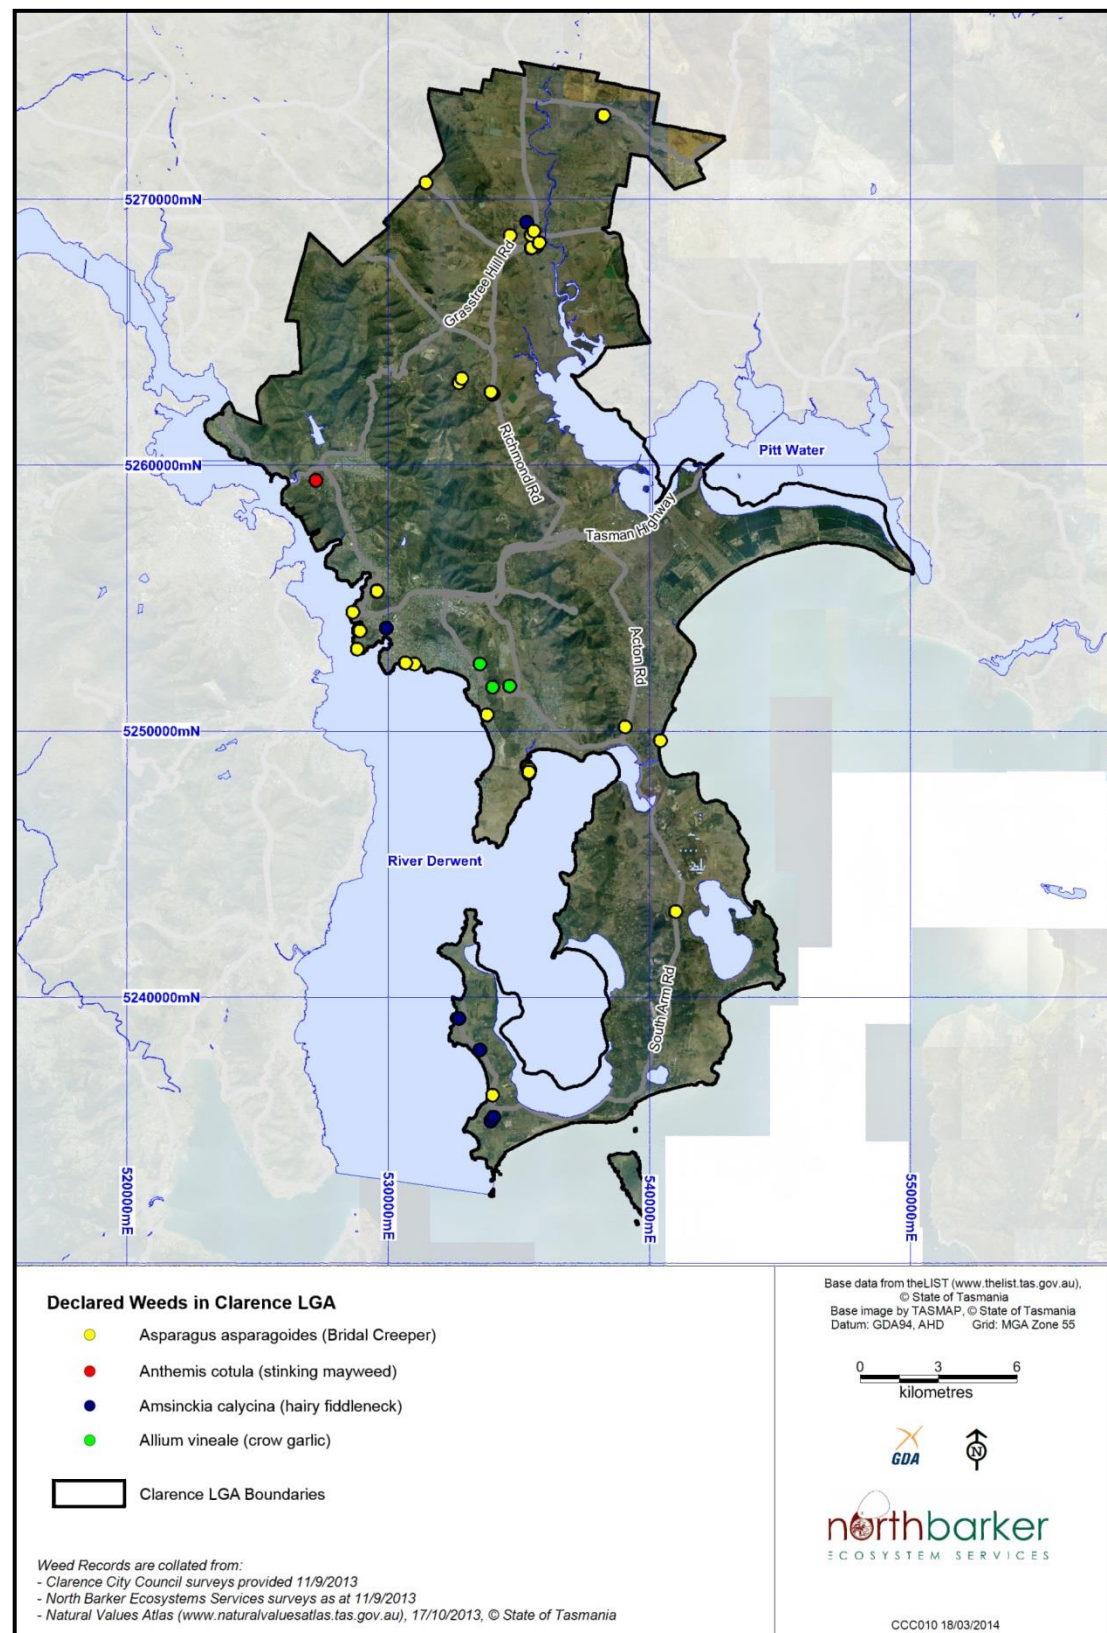 5270000mN
Grasstree Hill Rd
Richmond Rd
5260000mN
Pitt Water
Tasman Highway
Acton Rd
5250000mN
River Derwent
5240000mN
South Arm Rd
520000mE
530000mE
540000mE
550000mE
Declared Weeds in Clarence LGA
Asparagus asparagoides (Bridal Creeper)
Anthemis cotula (stinking mayweed)
Amsinckia calycina (hairy fiddleneck)
Allium vineale (crow garlic)
Clarence LGA Boundaries
Weed Records are collated from:
- Clarence City Council surveys provided 11/9/2013
- North Barker Ecosystems Services surveys as at 11/9/2013
- Natural Values Atlas (www.naturalvaluesatlas.tas.gov.au), 17/10/2013, © State of Tasmania
Base data from theLIST (www.thelist.tas.gov.au),
© State of Tasmania
Base image by TASMAP, © State of Tasmania
Datum: GDA94, AHD Grid: MGA Zone 55
0 3 6
kilometres
GDA
N
northbarker
ECOSYSTEM SERVICES
CCC010 18/03/2014